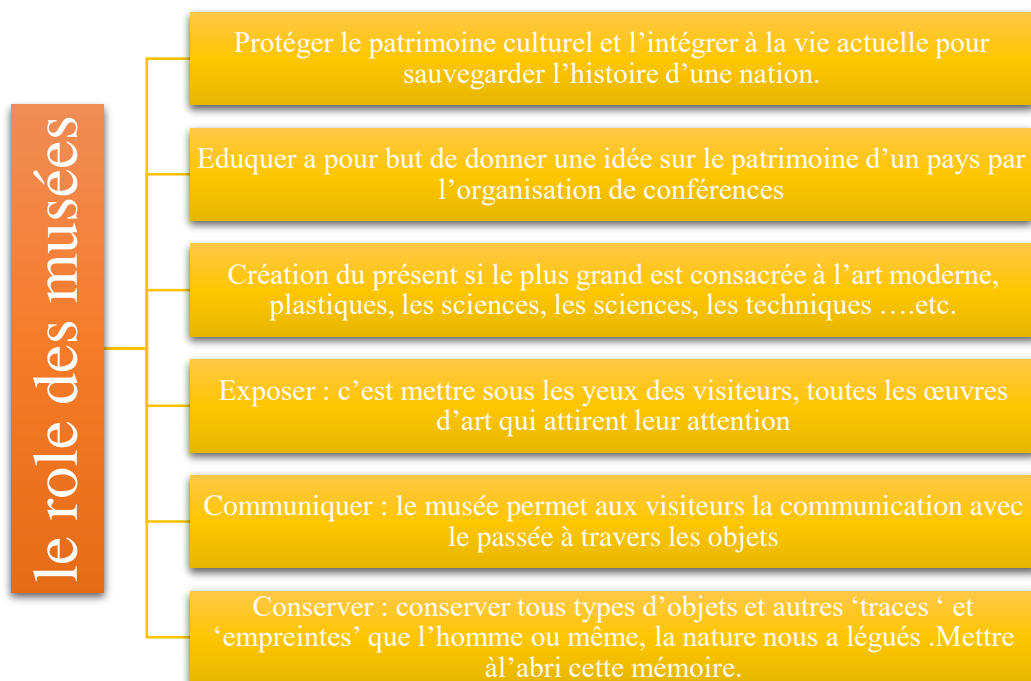 le role des musées
Protéger le patrimoine culturel et l’intégrer à la vie actuelle pour
sauvegarder l’histoire d’une nation.
Eduquer a pour but de donner une idée sur le patrimoine d’un pays par
l’organisation de conférences
Création du présent si le plus grand est consacrée à l’art moderne,
plastiques, les sciences, les sciences, les techniques ….etc.
Exposer : c’est mettre sous les yeux des visiteurs, toutes les œuvres
d’art qui attirent leur attention
Communiquer : le musée permet aux visiteurs la communication avec
le passée à travers les objets
Conserver : conserver tous types d’objets et autres ‘traces ‘ et
‘empreintes’ que l’homme ou même, la nature nous a légués .Mettre
àl’abri cette mémoire.